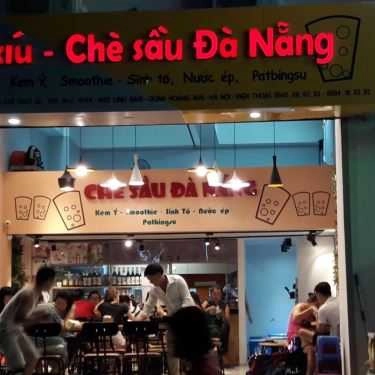 xíu - Chè sầu Đà Nẵng
Kem Ý, Smoothie - Sinh tố, Nước ép, Patbingsu
CHÈ SẦU ĐÀ NẴNG
Kem Ý - Smoothie - Sinh Tố - Nước ép
Patbingsu